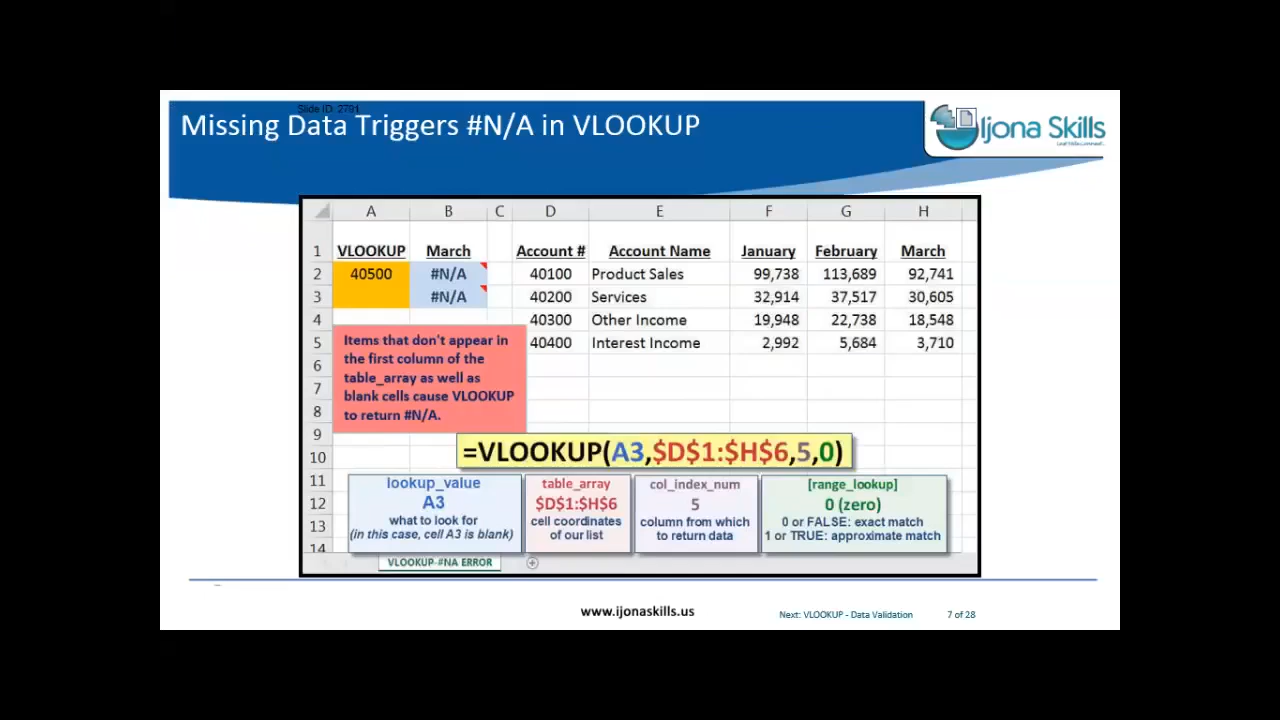 Slide ID: 2791
Missing Data Triggers #N/A in VLOOKUP
Ijona Skills
A B C D E F G H
1 VLOOKUP March Account # Account Name January February March
2 40500 #N/A 40100 Product Sales 99,738 113,689 92,741
3 #N/A 40200 Services 32,914 37,517 30,605
4 40300 Other Income 19,948 22,738 18,548
5 40400 Interest Income 2,992 5,684 3,710
6
7
8
9
10
11
12
13
14
Items that don't appear in
the first column of the
table_array as well as
blank cells cause VLOOKUP
to return #N/A.
=VLOOKUP(A3,$D$1:$H$6,5,0)
lookup_value
A3
what to look for
(in this case, cell A3 is blank)
table_array
$D$1:$H$6
cell coordinates
of our list
col_index_num
5
column from which
to return data
[range_lookup]
0 (zero)
0 or FALSE: exact match
1 or TRUE: approximate match
VLOOKUP-#NA ERROR
www.ijonaskills.us
Next: VLOOKUP - Data Validation 7 of 28